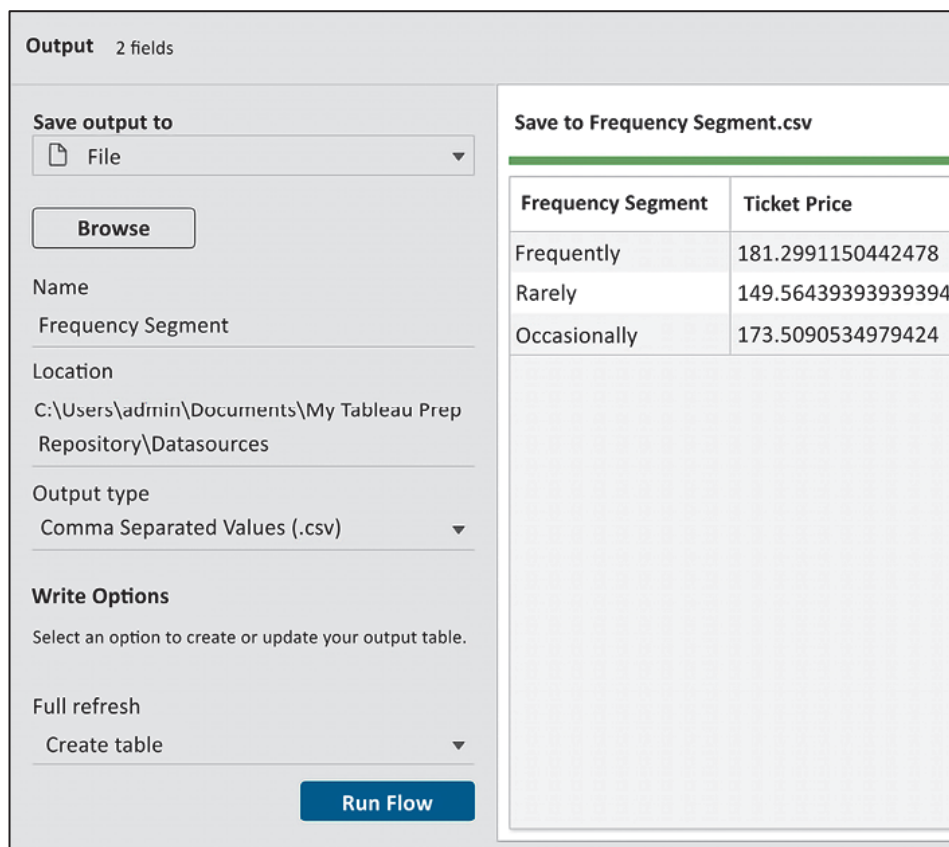 Output 2 fields
Save output to
File
Browse
Name
Frequency Segment
Location
C:\Users\admin\Documents\My Tableau Prep
Repository\Datasources
Output type
Comma Separated Values (.csv)
Write Options
Select an option to create or update your output table.
Full refresh
Create table
Run Flow
Save to Frequency Segment.csv
Frequency Segment Ticket Price
Frequently 181.2991150442478
Rarely 149.56439393939394
Occasionally 173.5090534979424